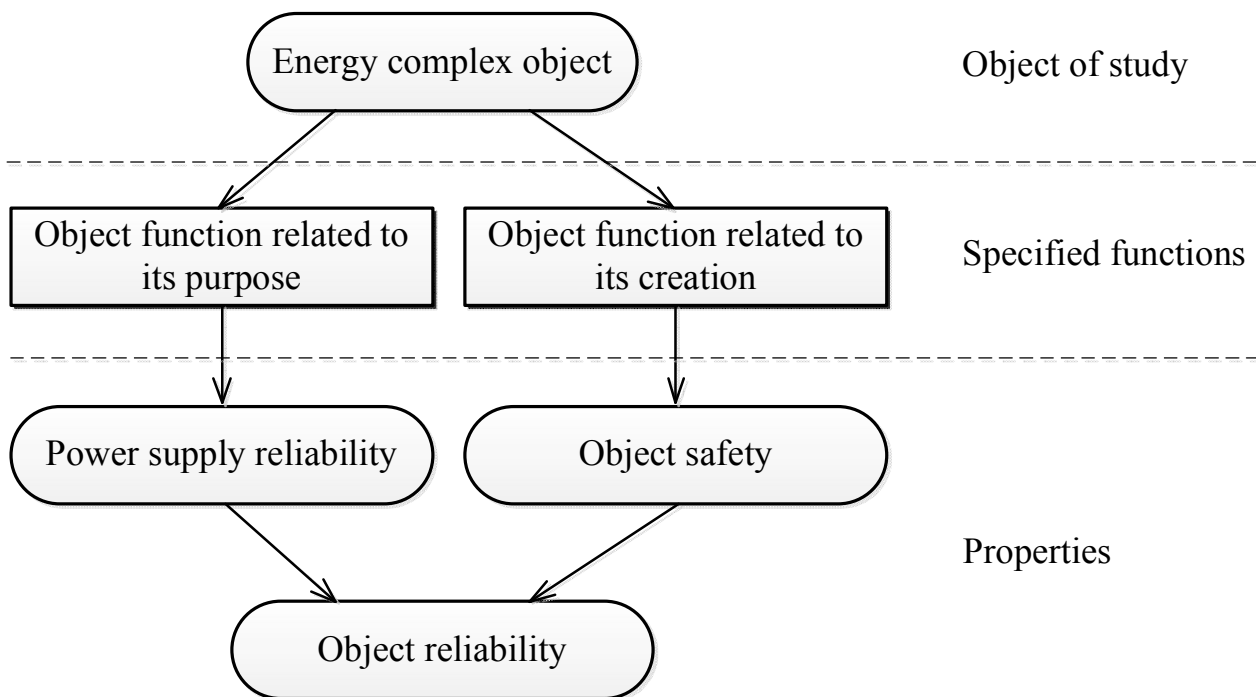 Energy complex object
Object of study
Object function related to
its purpose
Object function related to
its creation
Specified functions
Power supply reliability
Object safety
Properties
Object reliability